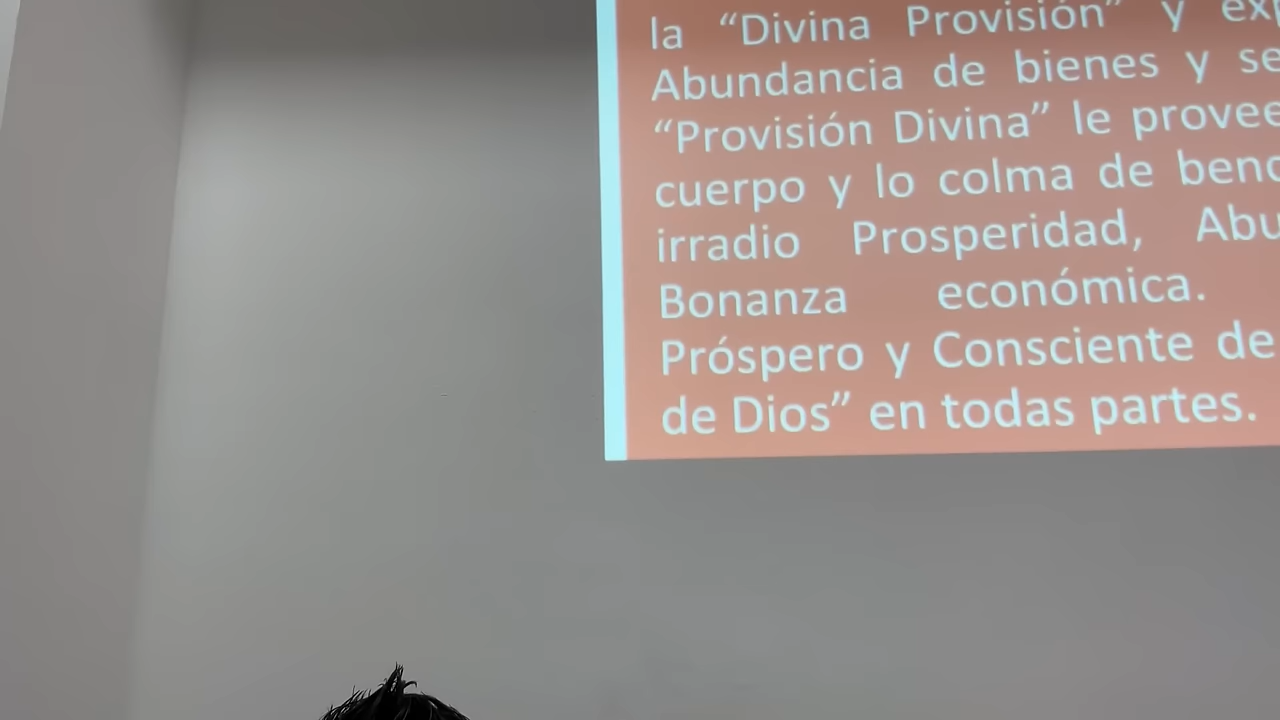 la “Divina Provisión” y
Abundancia de bienes y
“Provisión Divina” le
cuerpo y lo colma de
irradio Prosperidad,
Bonanza económica.
Próspero y Consciente de
de Dios” en todas partes.